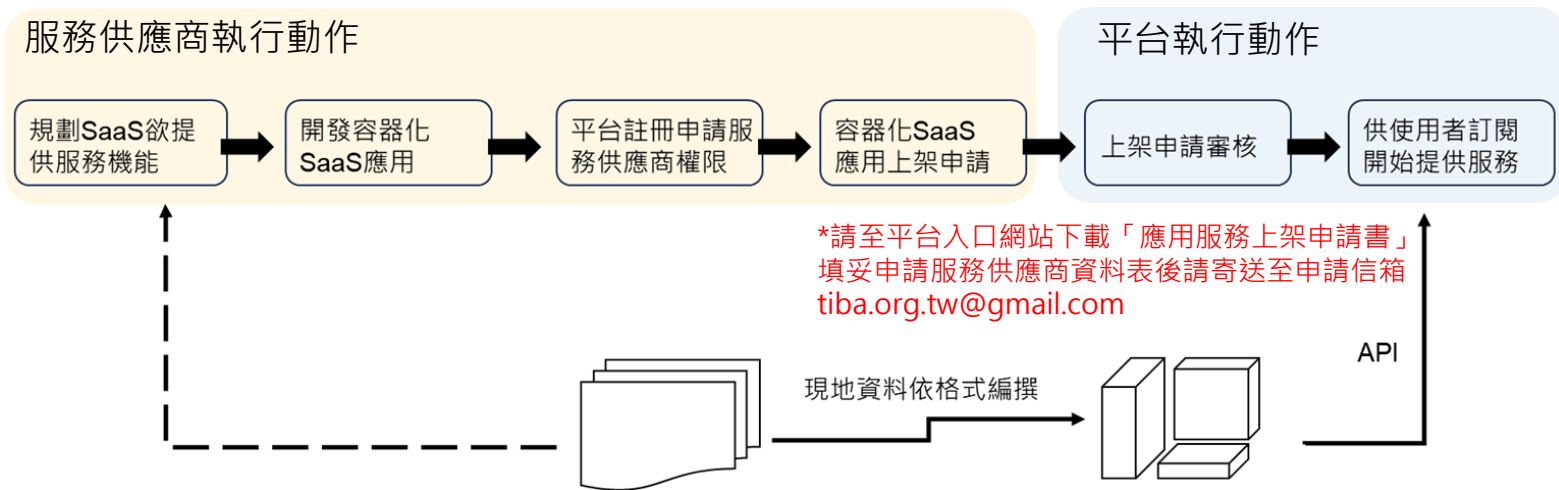 服務供應商執行動作
平台執行動作
規劃SaaS欲提
供服務機能
開發容器化
SaaS應用
平台註冊申請服
務供應商權限
容器化SaaS
應用上架申請
上架申請審核
供使用者訂閱
開始提供服務
*請至平台入口網站下載「應用服務上架申請書」
填妥申請服務供應商資料表後請寄送至申請信箱
tiba.org.tw@gmail.com
API
現地資料依格式編撰